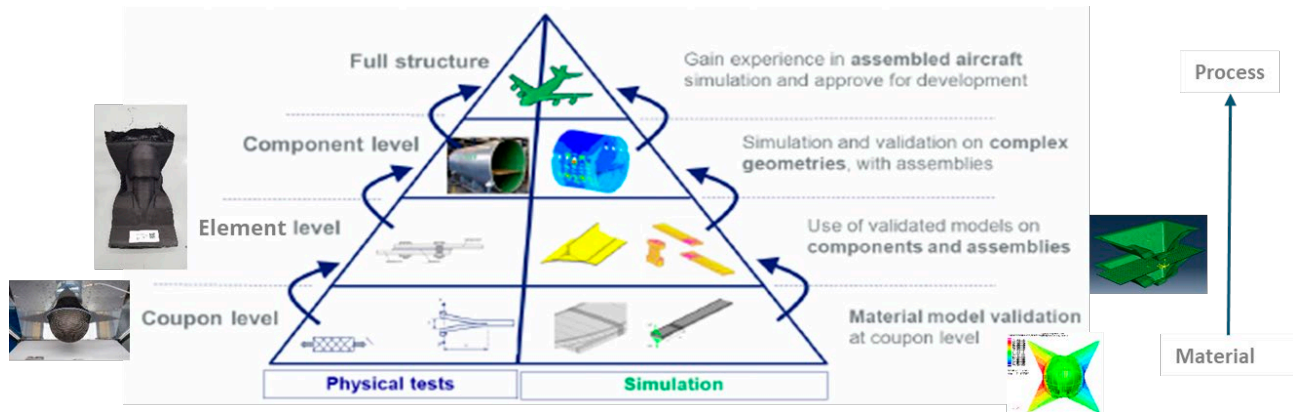 Full structure
Gain experience in assembled aircraft
simulation and approve for development
Process
Component level
Simulation and validation on complex
geometries, with assemblies
Element level
Use of validated models on
components and assemblies
Coupon level
Material model validation
at coupon level
Material
Physical tests
Simulation